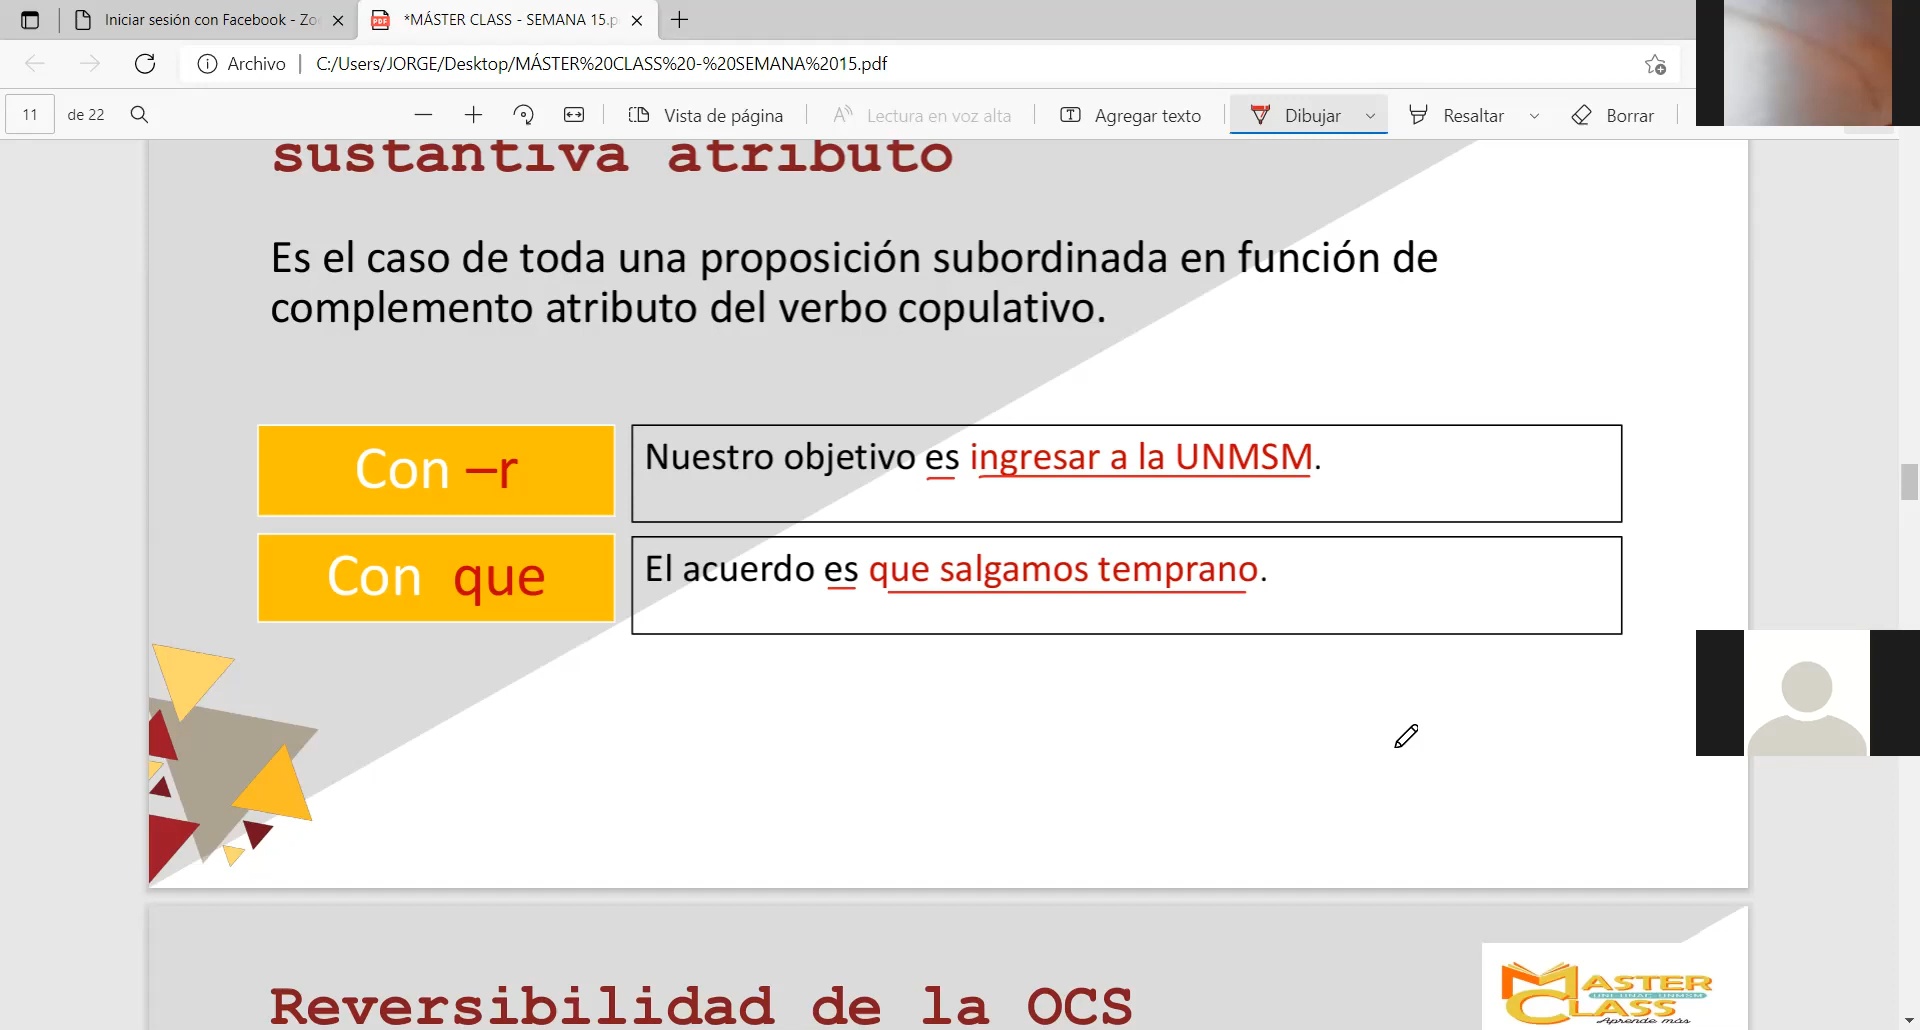 Iniciar sesión con Facebook - Zo
*MÁSTER CLASS - SEMANA 15.p
Archivo | C:/Users/JORGE/Desktop/MÁSTER%20CLASS%20-%20SEMANA%2015.pdf
11 de 22
Vista de página
Lectura en voz alta
Agregar texto
Dibujar
Resaltar
Borrar
sustantiva atributo
Es el caso de toda una proposición subordinada en función de
complemento atributo del verbo copulativo.
Con –r
Nuestro objetivo es ingresar a la UNMSM.
Con que
El acuerdo es que salgamos temprano.
Reversibilidad de la OCS
MASTER
UNI UNAC UNMSM
CLASS
Aprende más